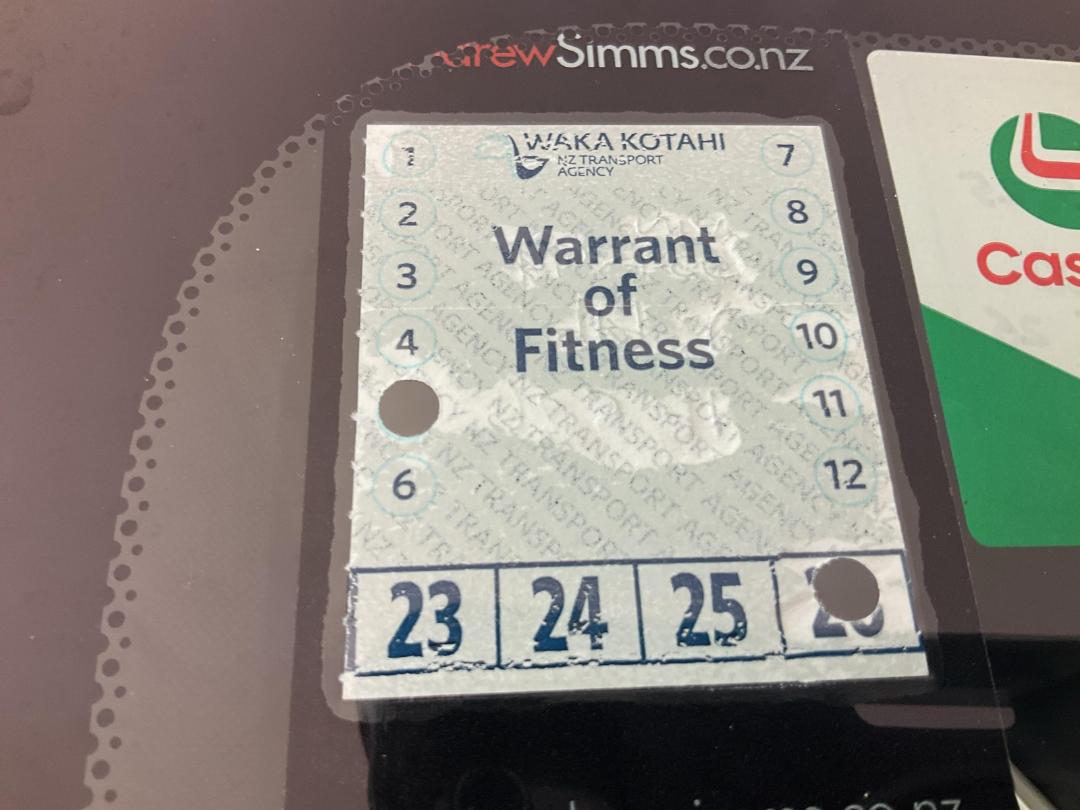 Simms.co.nz
WAKA KOTAHI
NZ TRANSPORT
AGENCY
1
7
2
8
Warrant
3
9
of
4
10
Fitness
11
6
12
23
24
25